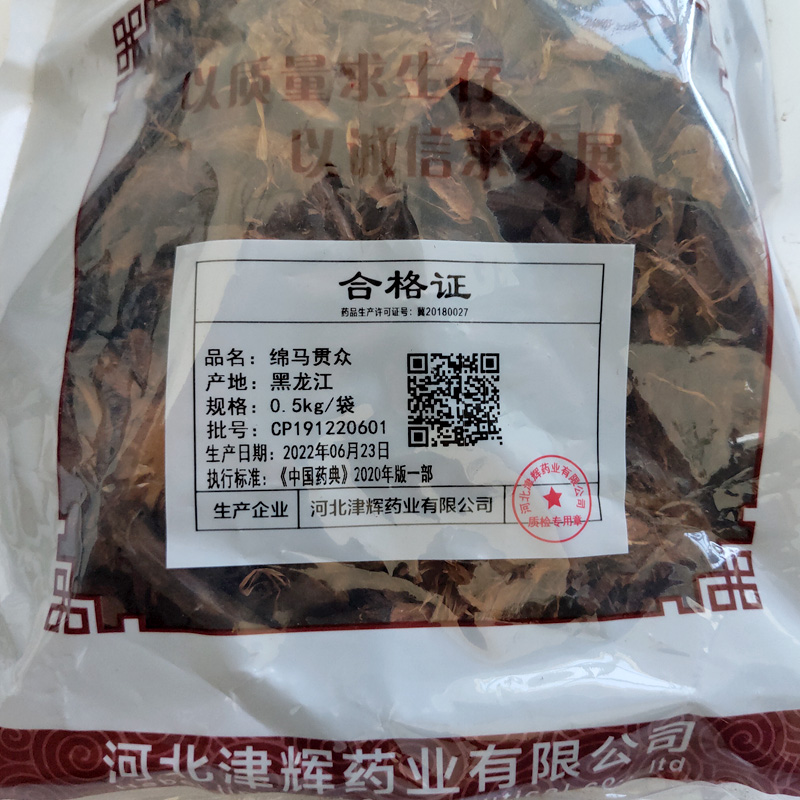 以质量求生存
以诚信求发展
合格证
药品生产许可证号：冀20180027
品名：绵马贯众
产地：黑龙江
规格：0.5kg/袋
批号：CP191220601
生产日期：2022年06月23日
执行标准：《中国药典》2020年版一部
生产企业 河北津辉药业有限公司
河北津辉药业有限公司
质检专用章
河北津辉药业有限公司